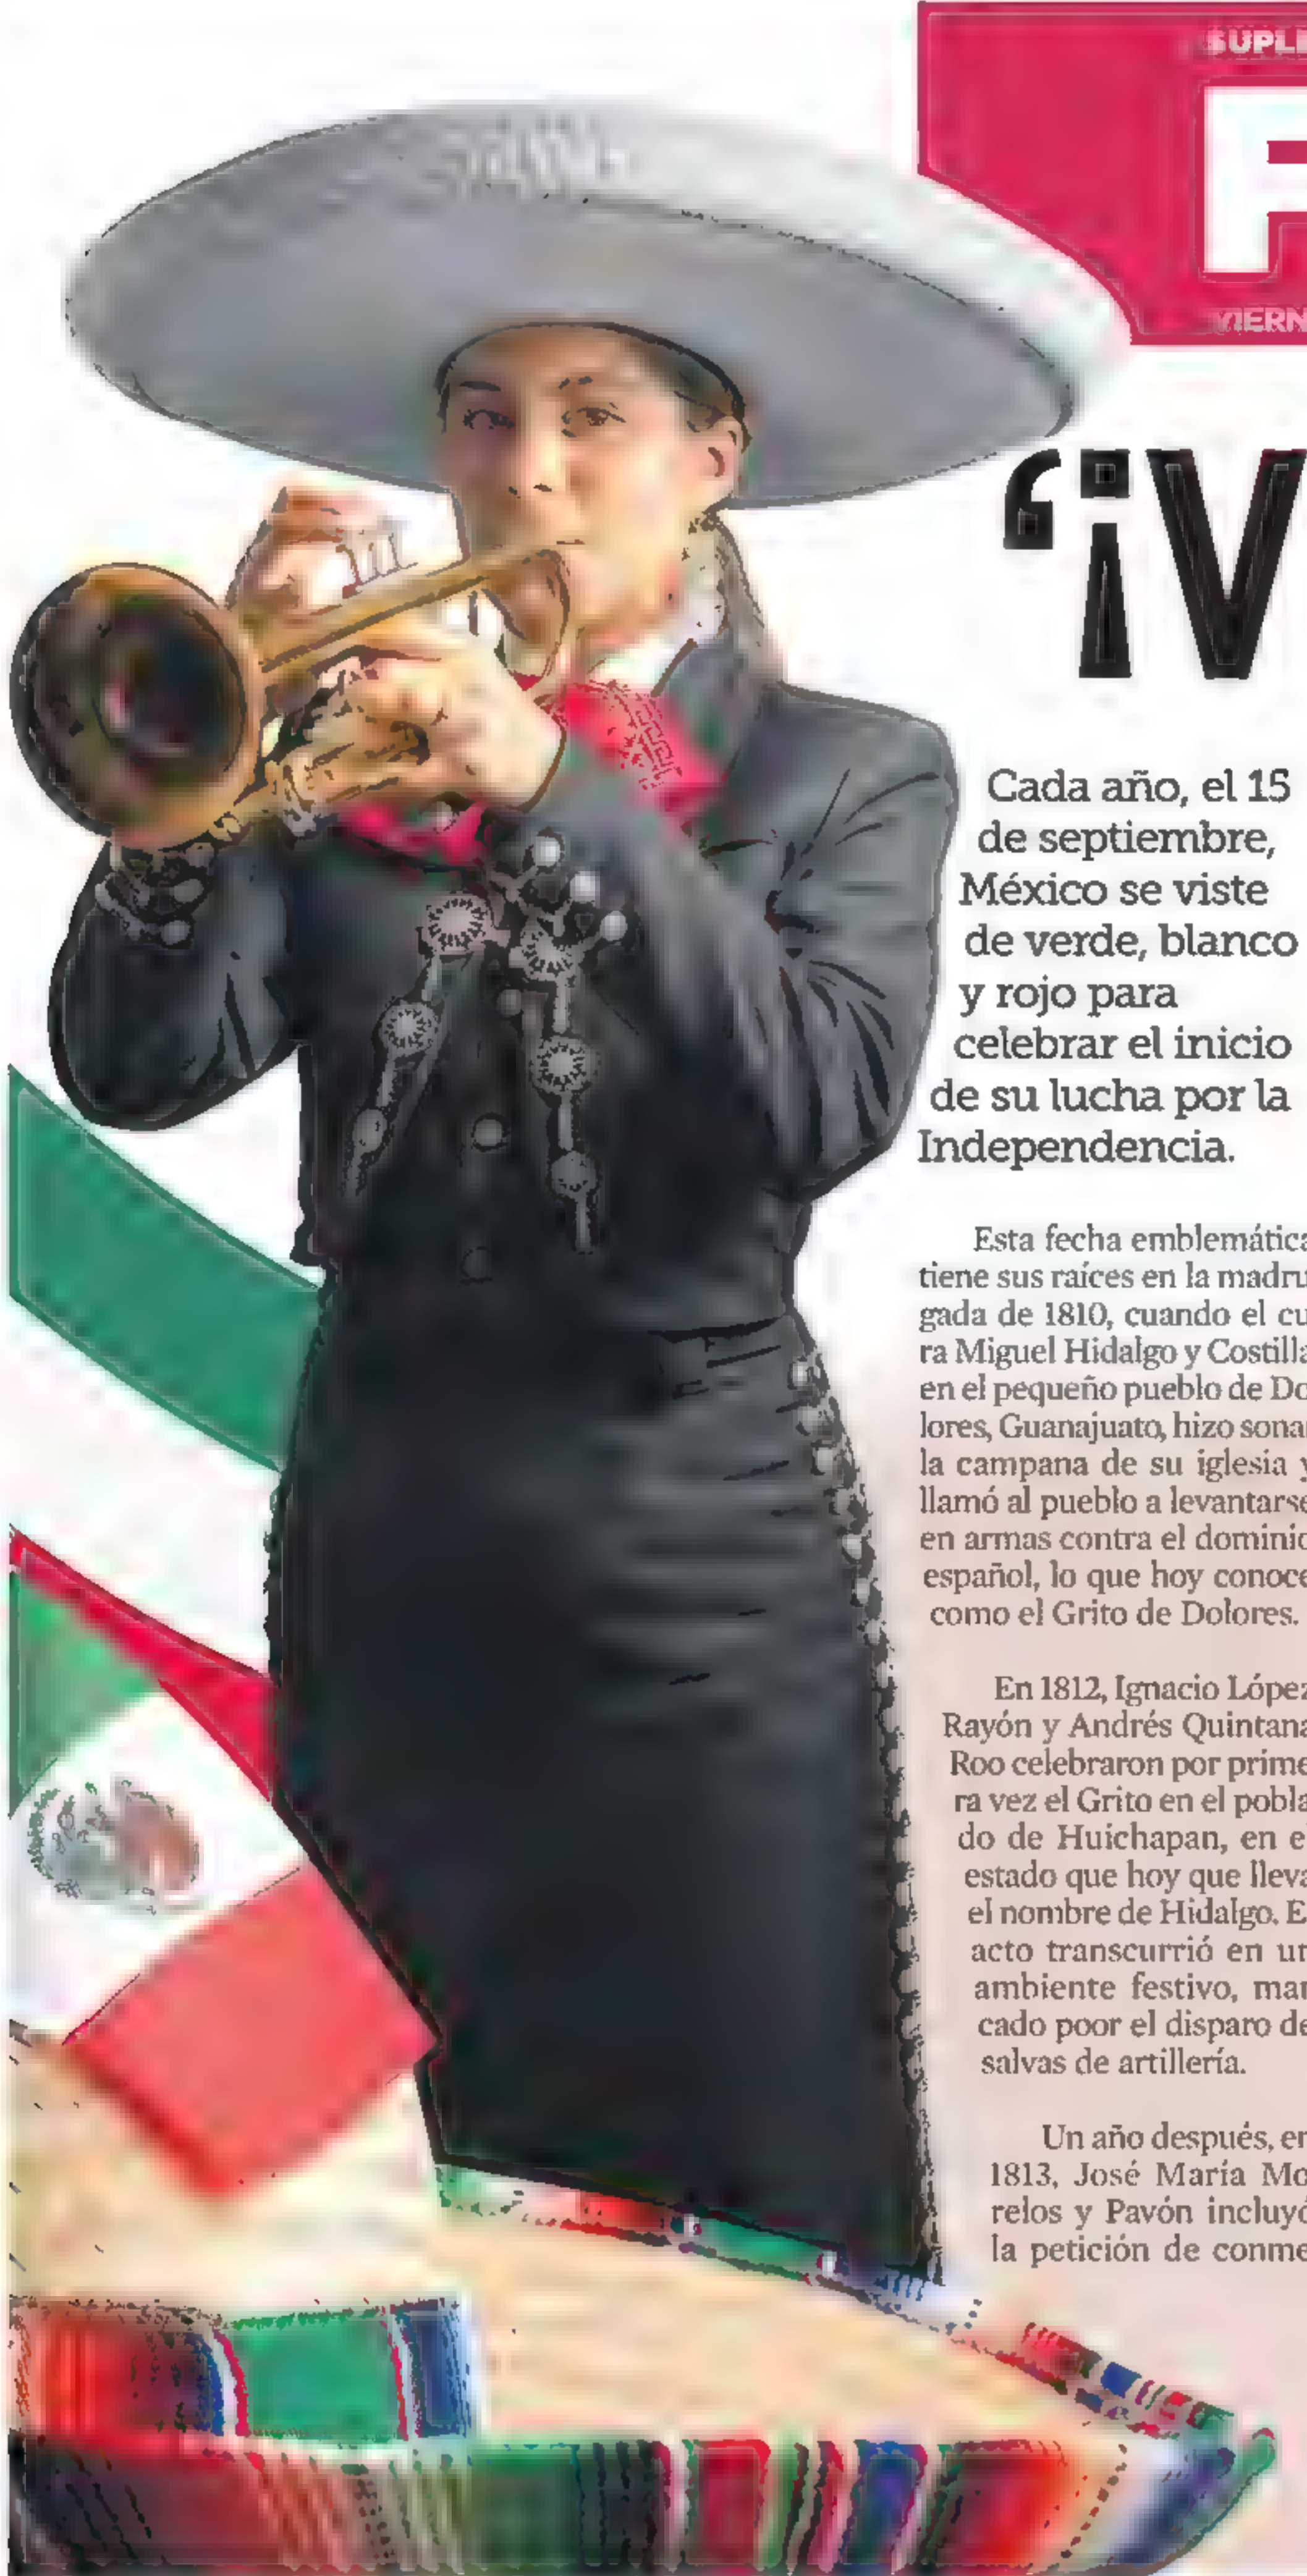 SUPLE
F
VIERN
‘¡V
Cada año, el 15
de septiembre,
México se viste
de verde, blanco
y rojo para
celebrar el inicio
de su lucha por la
Independencia.
Esta fecha emblemática
tiene sus raíces en la madru
gada de 1810, cuando el cu
ra Miguel Hidalgo y Costilla
en el pequeño pueblo de Do
lores, Guanajuato, hizo sonar
la campana de su iglesia y
llamó al pueblo a levantarse
en armas contra el dominio
español, lo que hoy conoce
como el Grito de Dolores.
En 1812, Ignacio López
Rayón y Andrés Quintana
Roo celebraron por prime
ra vez el Grito en el pobla
do de Huichapan, en e
estado que hoy que lleva
el nombre de Hidalgo. E
acto transcurrió en un
ambiente festivo, mar
cado poor el disparo de
salvas de artillería.
Un año después, en
1813, José María Mo
relos y Pavón incluyó
la petición de conme